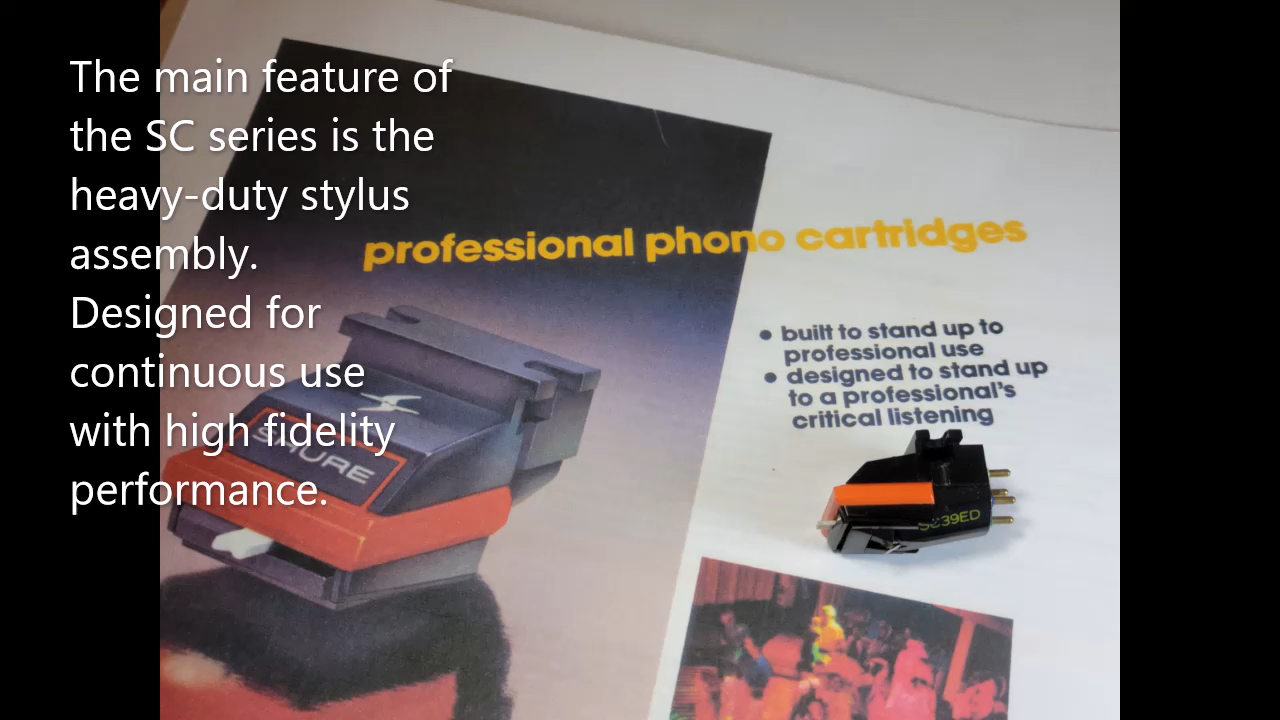 The main feature of
the SC series is the
heavy-duty stylus
assembly.
Designed for
continuous use
with high fidelity
performance.
professional phono cartridges
• built to stand up to
professional use
• designed to stand up
to a professional's
critical listening
SHURE
SC39ED